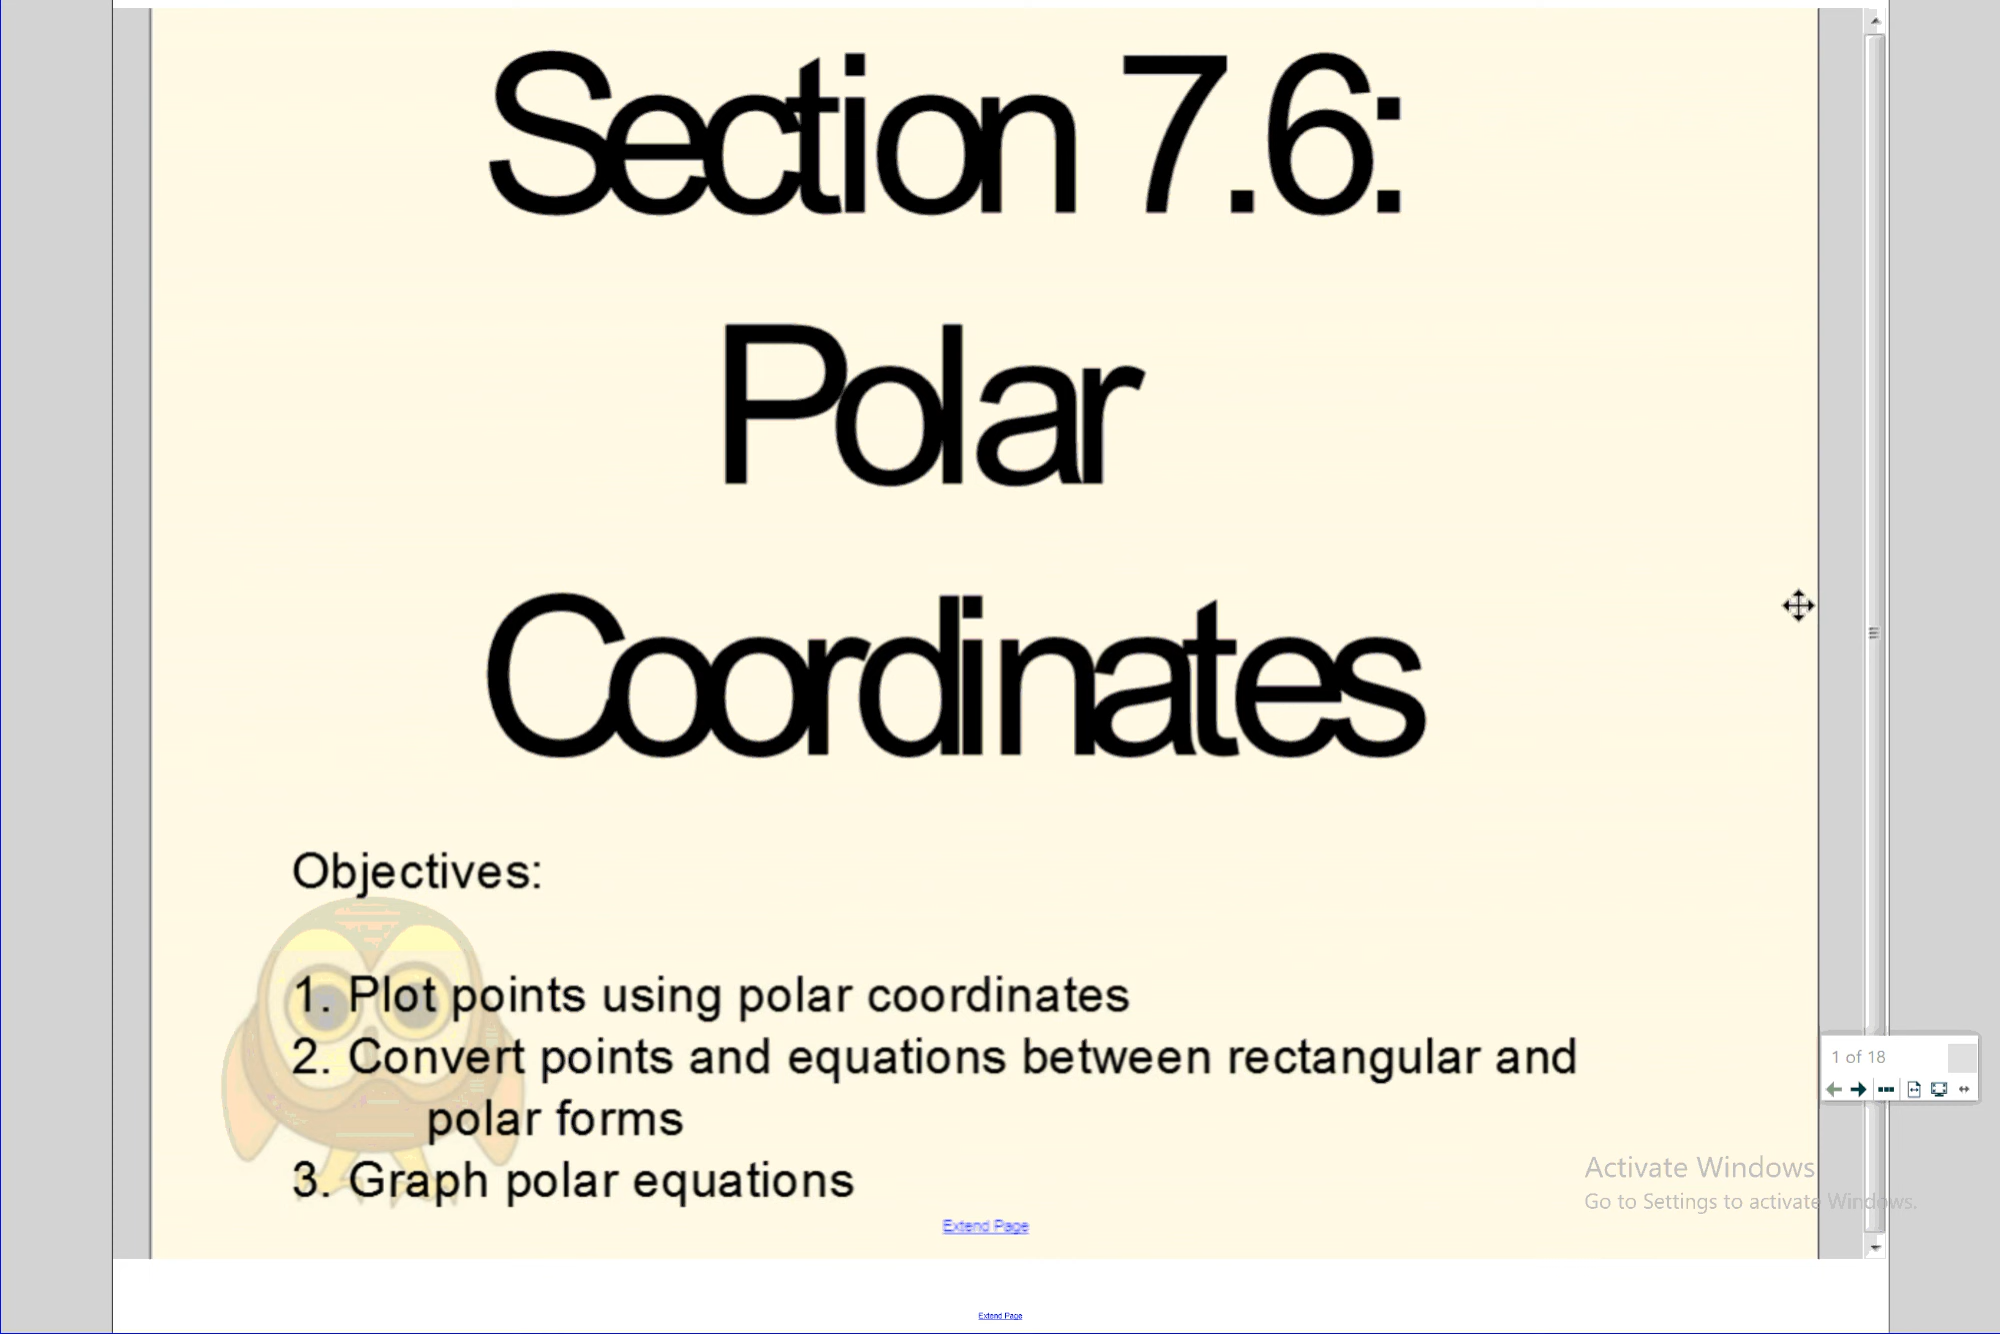 Section 7.6:
Polar
Coordinates
Objectives:
1. Plot points using polar coordinates
2. Convert points and equations between rectangular and
polar forms
3. Graph polar equations
Extend Page
1 of 18
Activate Windows
Go to Settings to activate Windows.
Extend Page